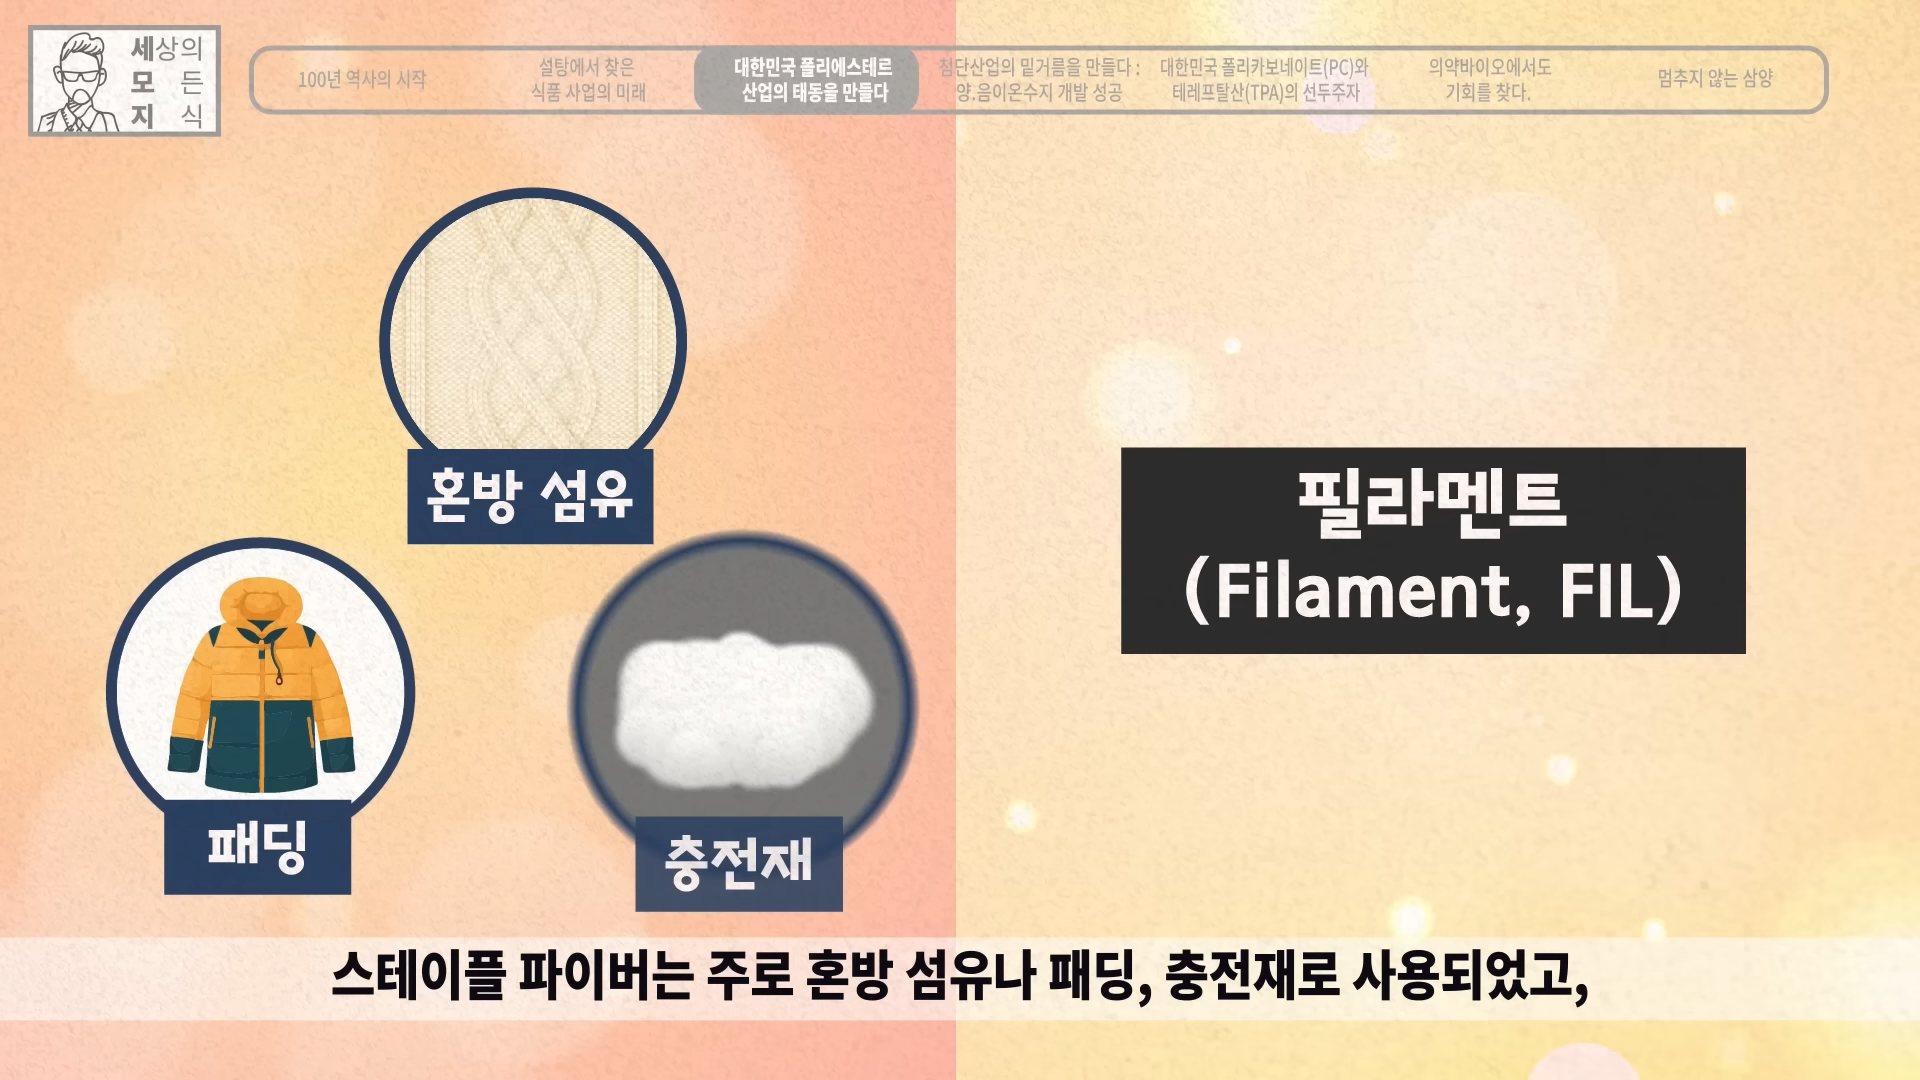 세상의
모든
지식
100년 역사의 시작
설탕에서 찾은
식품 사업의 미래
대한민국 폴리에스테르
산업의 태동을 만들다
첨단산업의 밑거름을 만들다 :
양.음이온수지 개발 성공
대한민국 폴리카보네이트(PC)와
테레프탈산(TPA)의 선두주자
의약바이오에서도
기회를 찾다.
멈추지 않는 삼양
혼방 섬유
패딩
충전재
필라멘트
(Filament, FIL)
스테이플 파이버는 주로 혼방 섬유나 패딩, 충전재로 사용되었고,